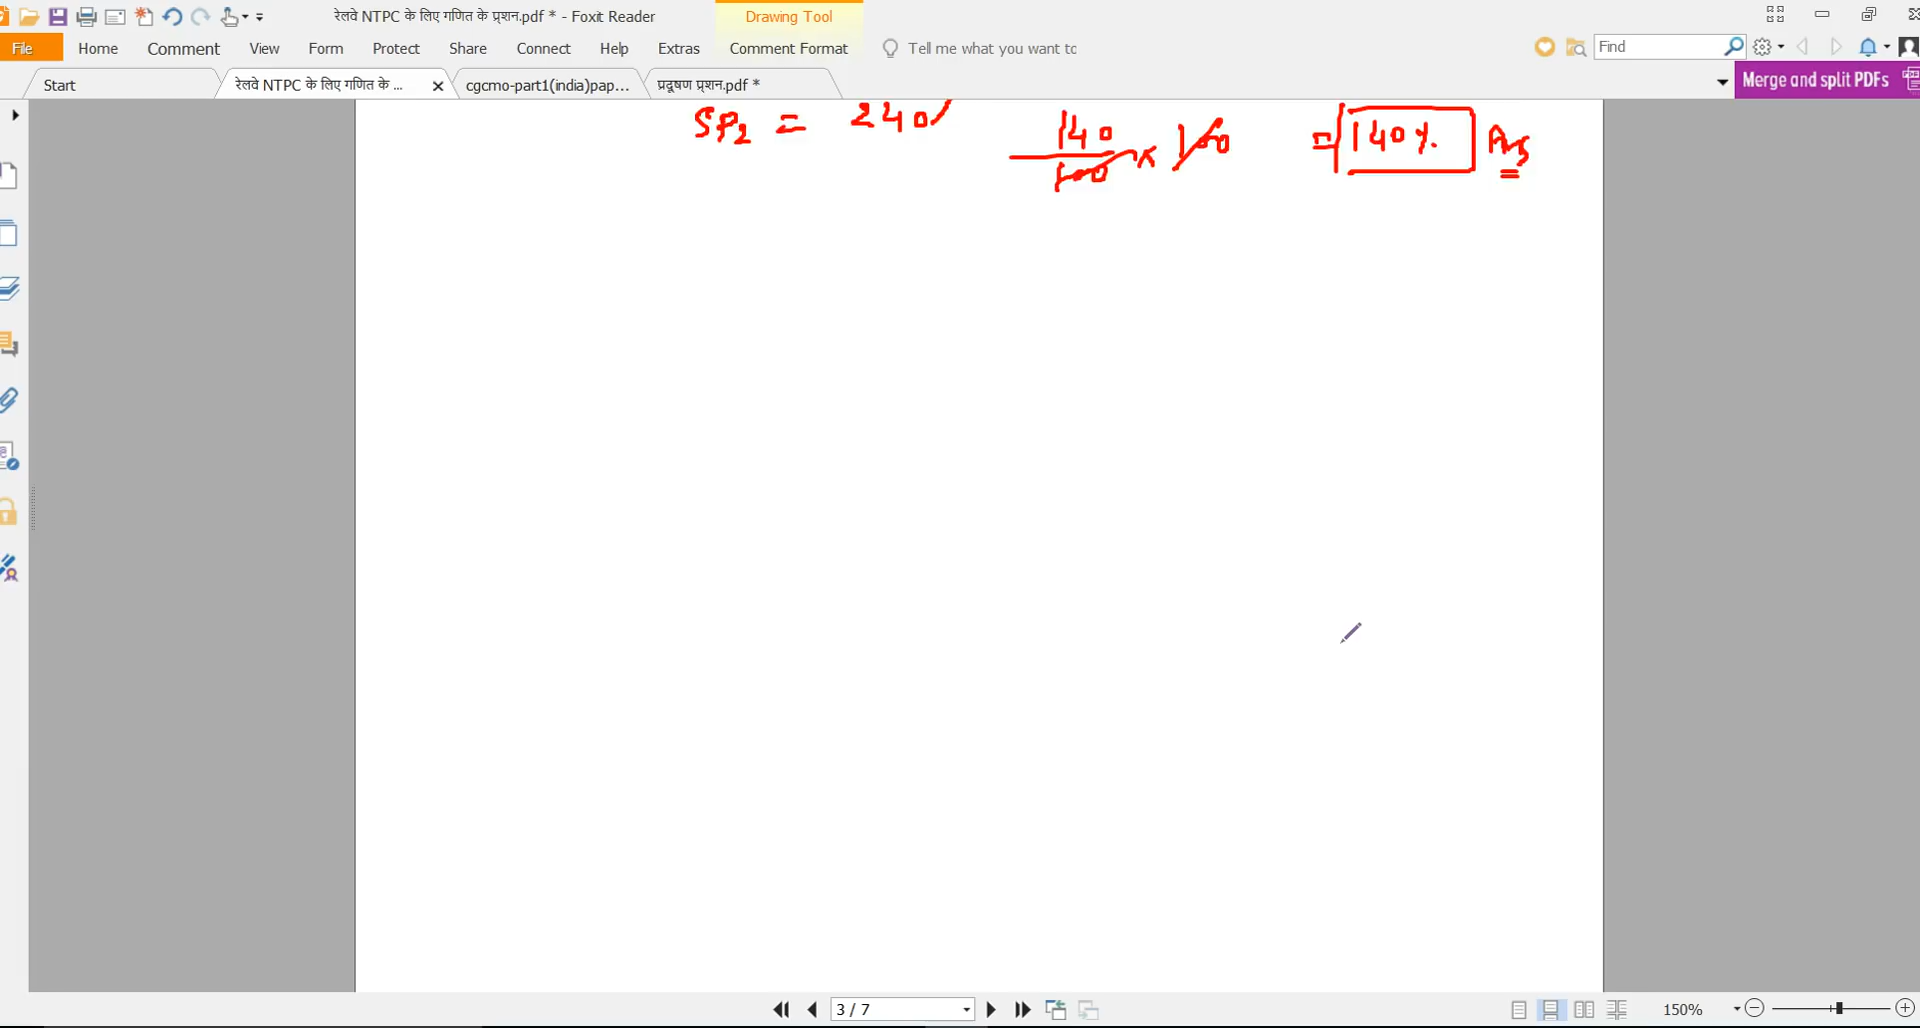 रेलवे NTPC के लिए गणित के प्रशन.pdf * - Foxit Reader
Drawing Tool
File Home Comment View Form Protect Share Connect Help Extras Comment Format Tell me what you want to
Find
Start
रेलवे NTPC के लिए गणित के ...
cgcmo-part1(india)pap...
प्रदूषण प्रशन.pdf *
Merge and split PDFs
SP2 = 240
140
100 × 100 = 140%. Ans
3 / 7
150%